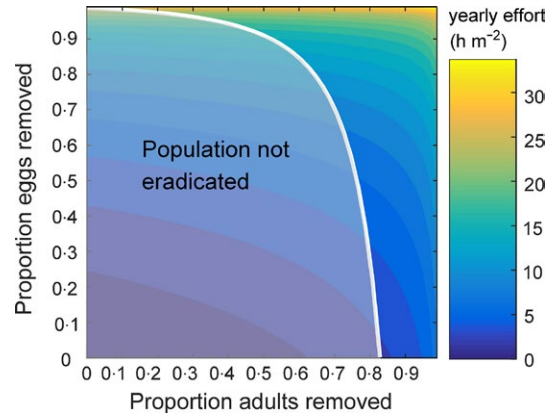 yearly effort
(h m⁻²)
0·9
0·8
0·7
0·6
0·5
0·4
0·3
0·2
0·1
0
Proportion eggs removed
Population not
eradicated
30
25
20
15
10
5
0
0 0·1 0·2 0·3 0·4 0·5 0·6 0·7 0·8 0·9
Proportion adults removed